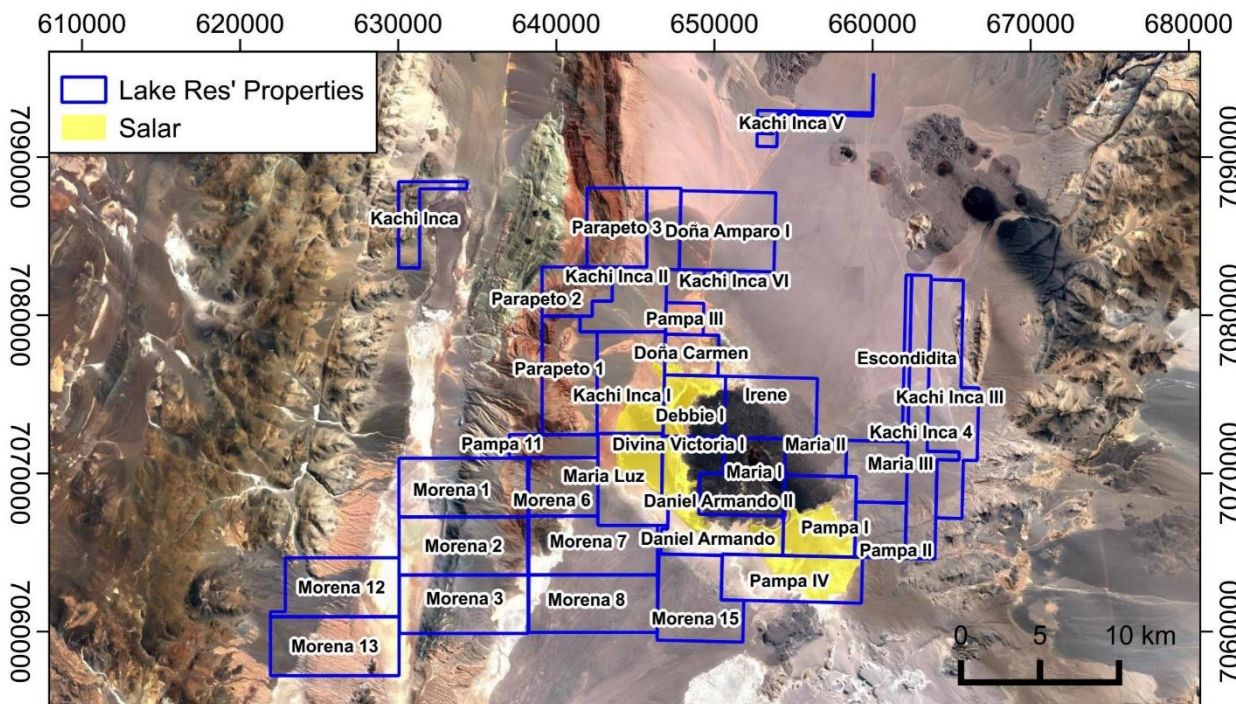 610000 620000 630000 640000 650000 660000 670000 680000
Lake Res' Properties
Salar
Kachi Inca V
7090000 7090000
Kachi Inca
Parapeto 3
Doña Amparo I
Kachi Inca II
Kachi Inca VI
Parapeto 2
7080000 7080000
Pampa III
Doña Carmen
Escondidita
Parapeto 1
Kachi Inca I
Irene
Kachi Inca III
Debbie I
Kachi Inca 4
Pampa 11
Divina Victoria I
Maria II
7070000 7070000
Maria Luz
Maria I
Maria III
Morena 1
Morena 6
Daniel Armando II
Pampa I
Morena 2
Morena 7
Daniel Armando
Pampa II
Morena 12
Pampa IV
Morena 3
Morena 8
Morena 15
7060000 7060000
Morena 13
0 5 10 km